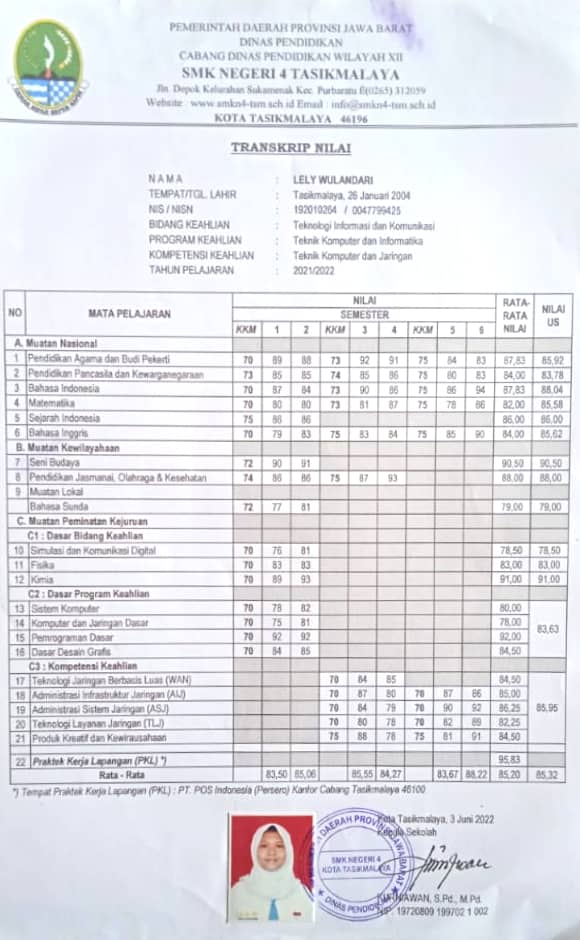 PEMERINTAH DAERAH PROVINSI JAWA BARAT
DINAS PENDIDIKAN
CABANG DINAS PENDIDIKAN WILAYAH XII
SMK NEGERI 4 TASIKMALAYA
Jln. Depok Kelurahan Sukamenak Kec. Purbaratu (0265) 312059
Website : www.smkn4-tsm.sch.id Email : info@smkn4-tsm.sch.id
KOTA TASIKMALAYA 46196
TRANSKRIP NILAI
N A M A : LELY WULANDARI
TEMPAT/TGL. LAHIR : Tasikmalaya, 26 Januari 2004
NIS / NISN : 192010264 / 0047799425
BIDANG KEAHLIAN : Teknologi Informasi dan Komunikasi
PROGRAM KEAHLIAN : Teknik Komputer dan Informatika
KOMPETENSI KEAHLIAN : Teknik Komputer dan Jaringan
TAHUN PELAJARAN : 2021/2022
NO MATA PELAJARAN NILAI RATA-RATA NILAI NILAI US
SEMESTER
KKM 1 2 KKM 3 4 KKM 5 6
A. Muatan Nasional
1 Pendidikan Agama dan Budi Pekerti 70 89 88 73 92 91 75 84 83 87,83 85,92
2 Pendidikan Pancasila dan Kewarganegaraan 73 85 85 74 85 86 75 80 83 84,00 83,78
3 Bahasa Indonesia 70 87 84 73 90 86 75 86 94 87,83 88,04
4 Matematika 70 80 80 73 81 87 75 78 86 82,00 85,58
5 Sejarah Indonesia 75 86 86 86,00 86,00
6 Bahasa Inggris 70 79 83 75 83 84 75 85 90 84,00 85,62
B. Muatan Kewilayahaan
7 Seni Budaya 72 90 91 90,50 90,50
8 Pendidikan Jasmanai, Olahraga & Kesehatan 74 86 86 75 87 93 88,00 88,00
9 Muatan Lokal
Bahasa Sunda 72 77 81 79,00 79,00
C. Muatan Peminatan Kejuruan
C1 : Dasar Bidang Keahlian
10 Simulasi dan Komunikasi Digital 70 76 81 78,50 78,50
11 Fisika 70 83 83 83,00 83,00
12 Kimia 70 89 93 91,00 91,00
C2 : Dasar Program Keahlian
13 Sistem Komputer 70 78 82 80,00
14 Komputer dan Jaringan Dasar 70 75 81 78,00 83,63
15 Pemrograman Dasar 70 92 92 92,00
16 Dasar Desain Grafis 70 84 85 84,50
C3 : Kompetensi Keahlian
17 Teknologi Jaringan Berbasis Luas (WAN) 70 84 85 84,50
18 Administrasi Infrastruktur Jaringan (AIJ) 70 87 80 70 87 86 85,00
19 Administrasi Sistem Jaringan (ASJ) 70 84 79 70 90 92 86,25 85,95
20 Teknologi Layanan Jaringan (TLJ) 70 80 78 70 82 89 82,25
21 Produk Kreatif dan Kewirausahaan 75 88 78 75 81 91 84,50
22 Praktek Kerja Lapangan (PKL) *) 95,83
Rata - Rata 83,50 85,06 85,55 84,27 83,67 88,22 85,20 85,32
*) Tempat Praktek Kerja Lapangan (PKL) : PT. POS Indonesia (Persero) Kantor Cabang Tasikmalaya 46100
Kota Tasikmalaya, 3 Juni 2022
Kepala Sekolah
SMK NEGERI 4
KOTA TASIKMALAYA
DINAS PENDIDIKAN
KURNIAWAN, S.Pd., M.Pd.
NIP. 19720809 199702 1 002